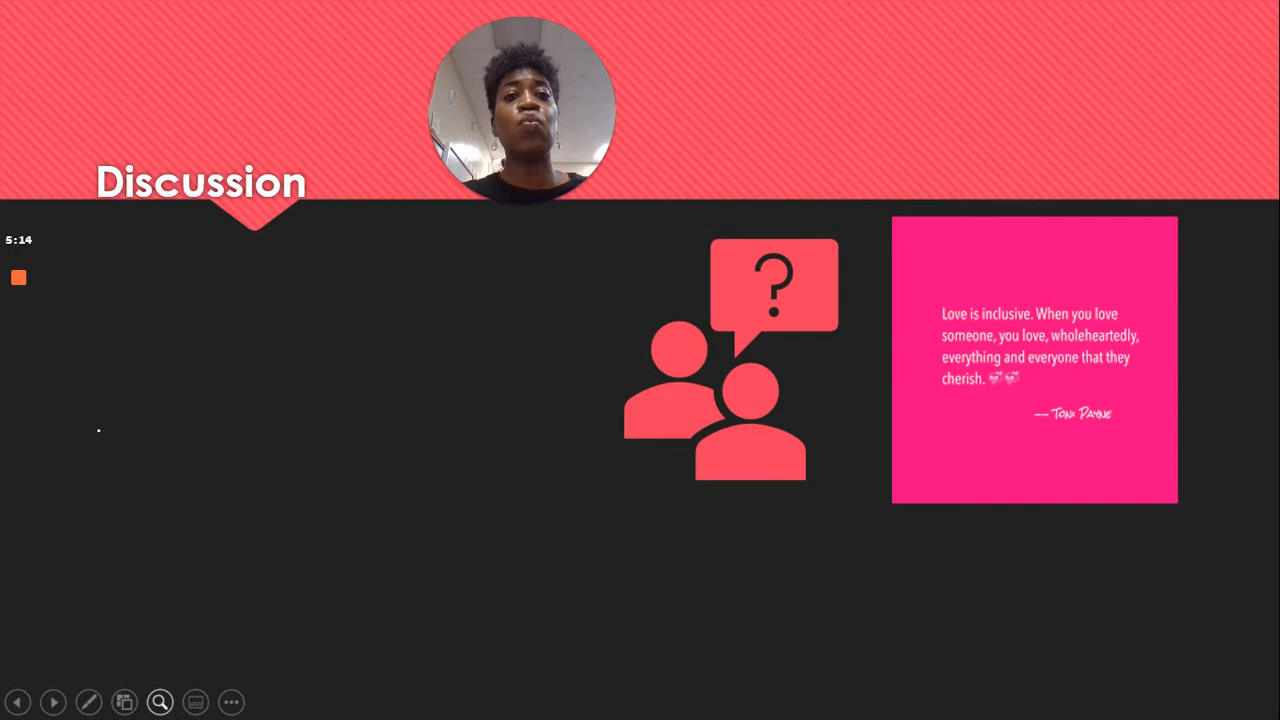 Discussion
5:14
?
Love is inclusive. When you love
someone, you love, wholeheartedly,
everything and everyone that they
cherish. 💞💞
-- Toni Payne